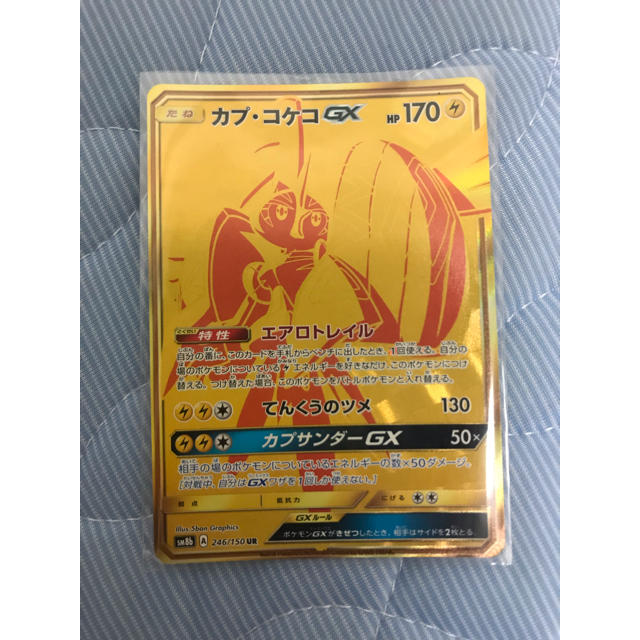 たね カプ・コケコGX HP 170
とくせい 特性 エアロトレイル
自分の番に、このカードを手札からベンチに出したとき、1回使える。自分の
場のポケモンについているエネルギーを好きなだけ、このポケモンにつけ
替える。つけ替えた場合、このポケモンをバトルポケモンと入れ替える。
てんくうのツメ 130
カプサンダーGX 50×
相手の場のポケモンについているエネルギーの数×50ダメージ。
[対戦中、自分はGXワザを1回しか使えない。]
弱点 抵抗力 にげる
GXルール
ポケモンGXがきぜつしたとき、相手はサイドを2枚とる
Illus. 5ban Graphics
SM8b A 246/150 UR